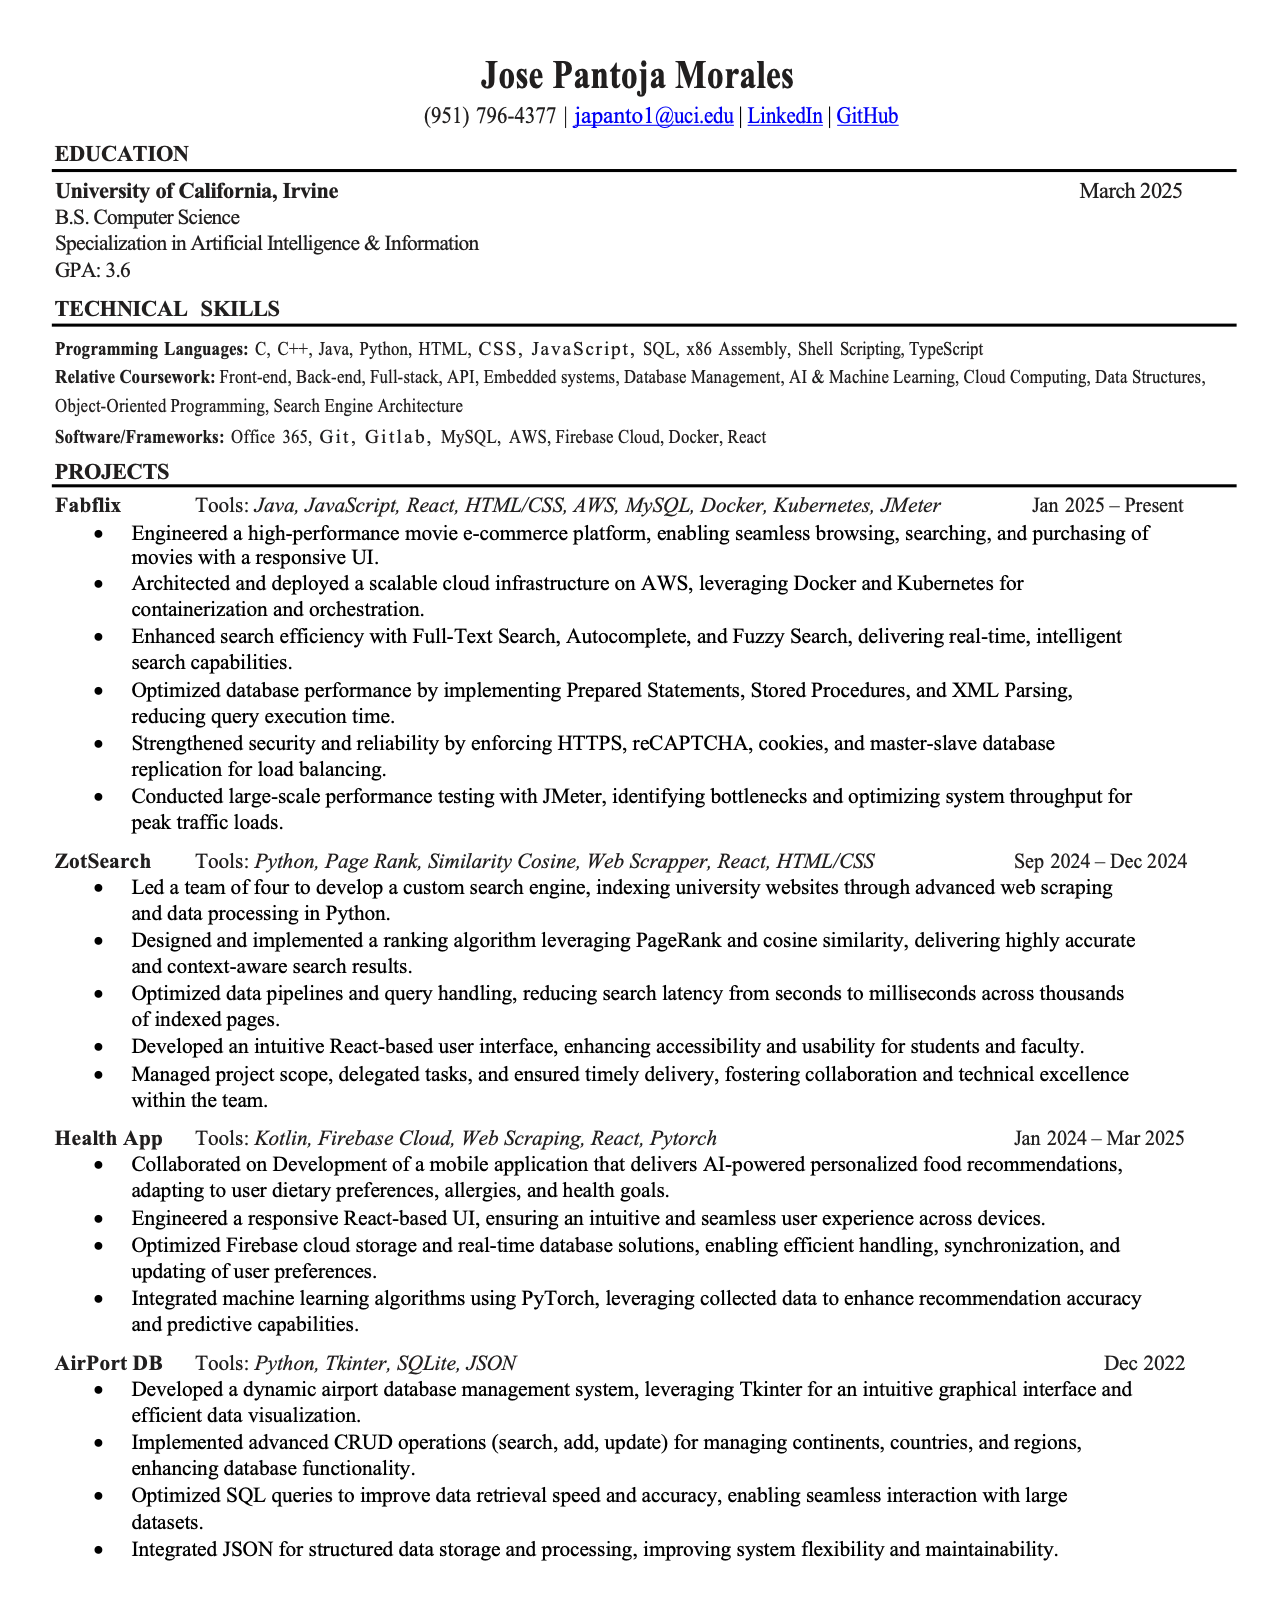 Jose Pantoja Morales
(951) 796-4377 | japanto1@uci.edu | LinkedIn | GitHub
EDUCATION
University of California, Irvine March 2025
B.S. Computer Science
Specialization in Artificial Intelligence & Information
GPA: 3.6
TECHNICAL SKILLS
Programming Languages: C, C++, Java, Python, HTML, CSS, JavaScript, SQL, x86 Assembly, Shell Scripting, TypeScript
Relative Coursework: Front-end, Back-end, Full-stack, API, Embedded systems, Database Management, AI & Machine Learning, Cloud Computing, Data Structures,
Object-Oriented Programming, Search Engine Architecture
Software/Frameworks: Office 365, Git, Gitlab, MySQL, AWS, Firebase Cloud, Docker, React
PROJECTS
Fabflix Tools: Java, JavaScript, React, HTML/CSS, AWS, MySQL, Docker, Kubernetes, JMeter Jan 2025 – Present
• Engineered a high-performance movie e-commerce platform, enabling seamless browsing, searching, and purchasing of
movies with a responsive UI.
• Architected and deployed a scalable cloud infrastructure on AWS, leveraging Docker and Kubernetes for
containerization and orchestration.
• Enhanced search efficiency with Full-Text Search, Autocomplete, and Fuzzy Search, delivering real-time, intelligent
search capabilities.
• Optimized database performance by implementing Prepared Statements, Stored Procedures, and XML Parsing,
reducing query execution time.
• Strengthened security and reliability by enforcing HTTPS, reCAPTCHA, cookies, and master-slave database
replication for load balancing.
• Conducted large-scale performance testing with JMeter, identifying bottlenecks and optimizing system throughput for
peak traffic loads.
ZotSearch Tools: Python, Page Rank, Similarity Cosine, Web Scrapper, React, HTML/CSS Sep 2024 – Dec 2024
• Led a team of four to develop a custom search engine, indexing university websites through advanced web scraping
and data processing in Python.
• Designed and implemented a ranking algorithm leveraging PageRank and cosine similarity, delivering highly accurate
and context-aware search results.
• Optimized data pipelines and query handling, reducing search latency from seconds to milliseconds across thousands
of indexed pages.
• Developed an intuitive React-based user interface, enhancing accessibility and usability for students and faculty.
• Managed project scope, delegated tasks, and ensured timely delivery, fostering collaboration and technical excellence
within the team.
Health App Tools: Kotlin, Firebase Cloud, Web Scraping, React, Pytorch Jan 2024 – Mar 2025
• Collaborated on Development of a mobile application that delivers AI-powered personalized food recommendations,
adapting to user dietary preferences, allergies, and health goals.
• Engineered a responsive React-based UI, ensuring an intuitive and seamless user experience across devices.
• Optimized Firebase cloud storage and real-time database solutions, enabling efficient handling, synchronization, and
updating of user preferences.
• Integrated machine learning algorithms using PyTorch, leveraging collected data to enhance recommendation accuracy
and predictive capabilities.
AirPort DB Tools: Python, Tkinter, SQLite, JSON Dec 2022
• Developed a dynamic airport database management system, leveraging Tkinter for an intuitive graphical interface and
efficient data visualization.
• Implemented advanced CRUD operations (search, add, update) for managing continents, countries, and regions,
enhancing database functionality.
• Optimized SQL queries to improve data retrieval speed and accuracy, enabling seamless interaction with large
datasets.
• Integrated JSON for structured data storage and processing, improving system flexibility and maintainability.